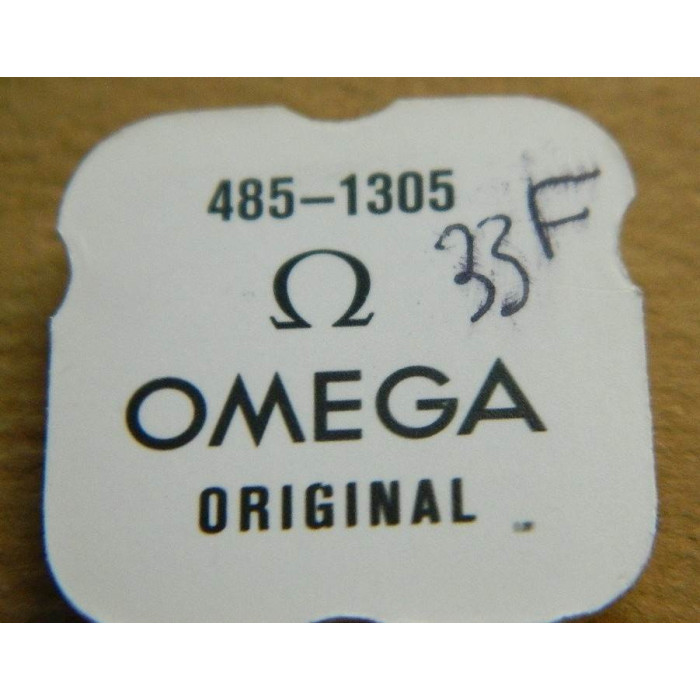 485-1305
33F
Ω
OMEGA
ORIGINAL